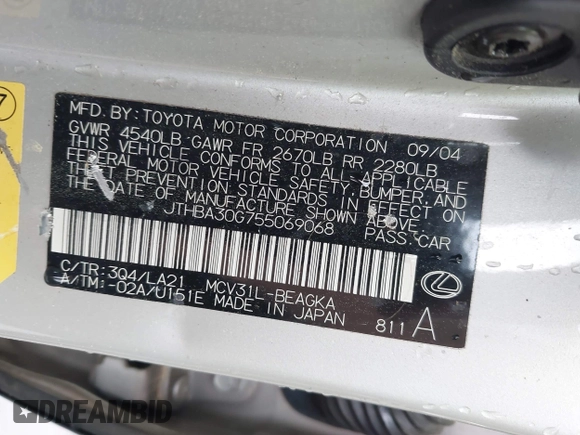 7
MFD. BY: TOYOTA MOTOR CORPORATION 09/04
GVWR 4540LB GAWR FR 2670LB RR 2280LB
THIS VEHICLE CONFORMS TO ALL APPLICABLE
FEDERAL MOTOR VEHICLE SAFETY, BUMPER, AND
THEFT PREVENTION STANDARDS IN EFFECT ON
THE DATE OF MANUFACTURE SHOWN ABOVE.
JTHBA30G755069068 PASS. CAR
C/TR: 3Q4/LA21 MCV31L-BEAGKA
A/TM: -02A/U151E MADE IN JAPAN 811 A
DREAMBID